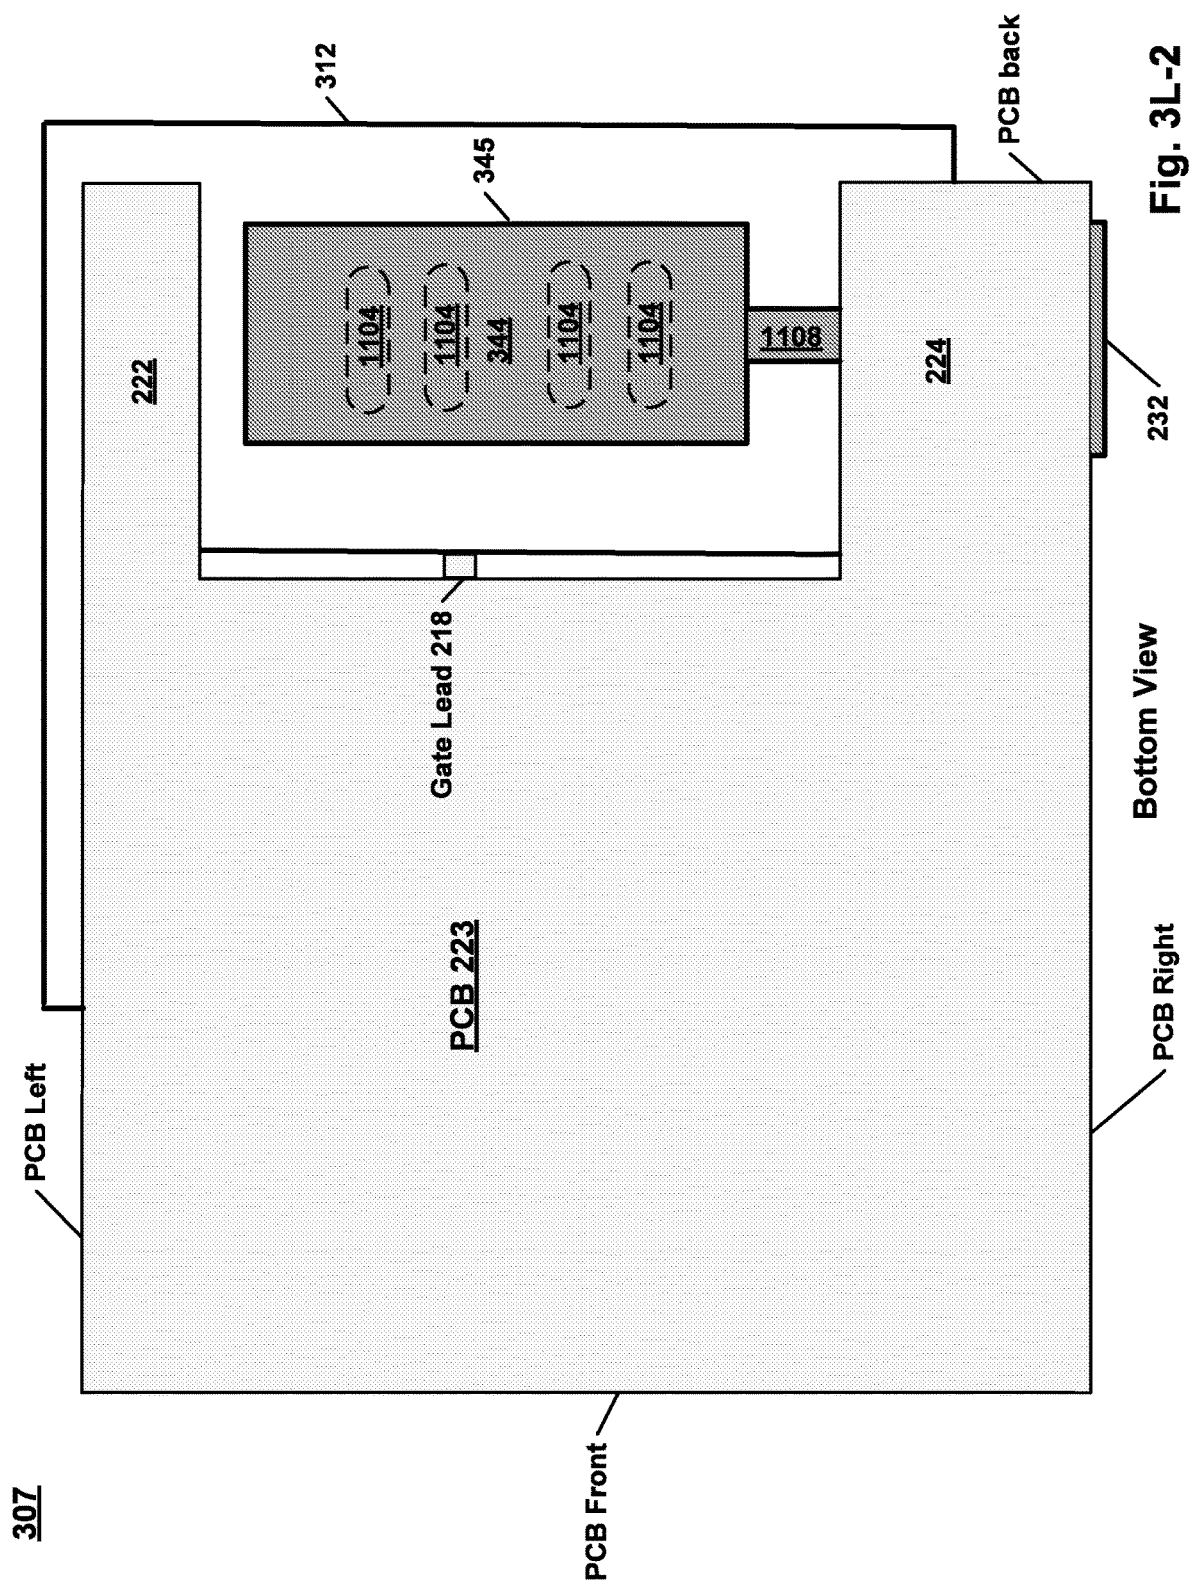 307
PCB Left
312
222
345
1104
1104
344
1104
1104
1108
Gate Lead 218
PCB 223
224
PCB back
PCB Front
PCB Right
232
Bottom View
Fig. 3L-2